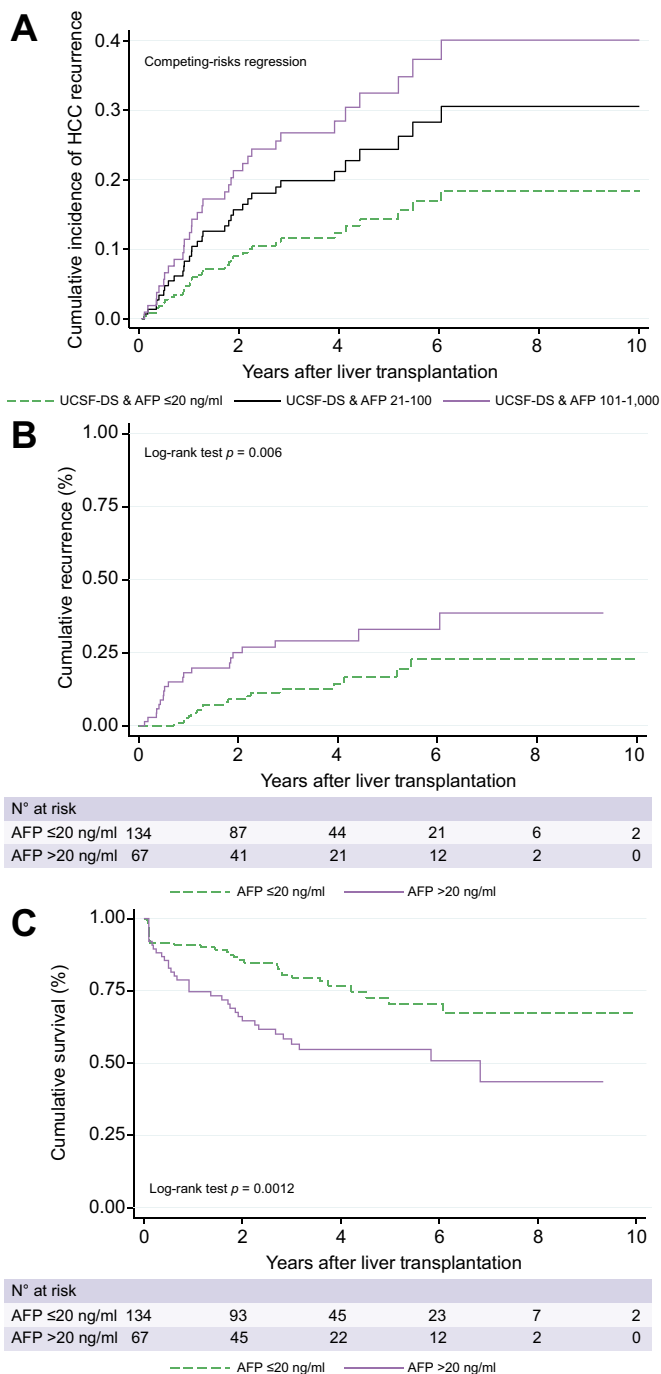 A
Cumulative incidence of HCC recurrence
0.4
0.3
0.2
0.1
0.0
Competing-risks regression
0 2 4 6 8 10
Years after liver transplantation
UCSF-DS & AFP ≤20 ng/ml UCSF-DS & AFP 21-100 UCSF-DS & AFP 101-1,000
B
Cumulative recurrence (%)
1.00
0.75
0.50
0.25
0.00
Log-rank test p = 0.006
0 2 4 6 8 10
Years after liver transplantation
N° at risk
AFP ≤20 ng/ml 134 87 44 21 6 2
AFP >20 ng/ml 67 41 21 12 2 0
AFP ≤20 ng/ml AFP >20 ng/ml
C
Cumulative survival (%)
1.00
0.75
0.50
0.25
0.00
Log-rank test p = 0.0012
0 2 4 6 8 10
Years after liver transplantation
N° at risk
AFP ≤20 ng/ml 134 93 45 23 7 2
AFP >20 ng/ml 67 45 22 12 2 0
AFP ≤20 ng/ml AFP >20 ng/ml